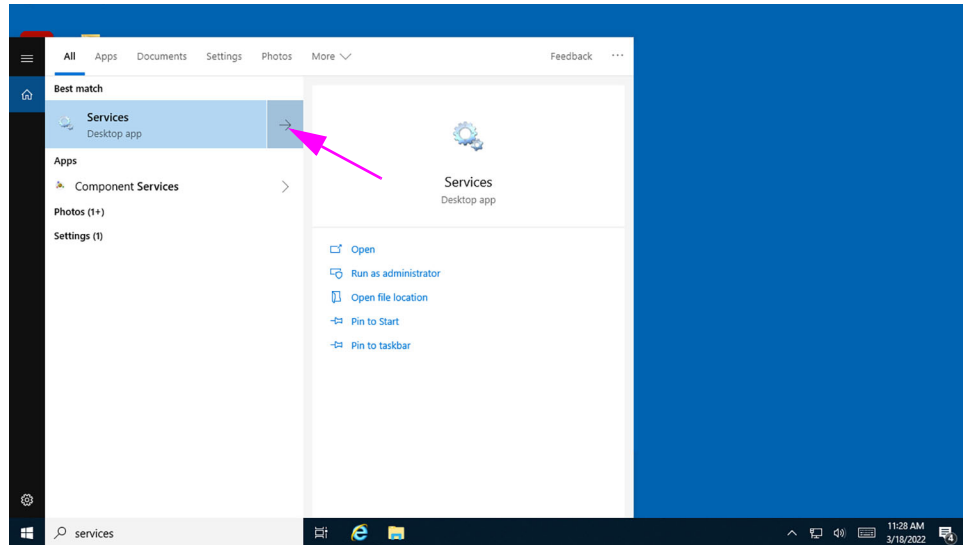 All Apps Documents Settings Photos More Feedback ...
Best match
Services
Desktop app
Apps
Component Services
Photos (1+)
Settings (1)
Services
Desktop app
Open
Run as administrator
Open file location
Pin to Start
Pin to taskbar
services
11:28 AM
3/18/2022
4